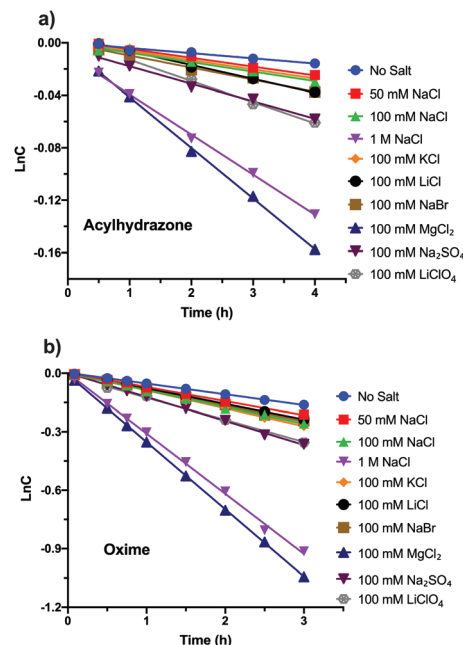 a)
0.00
-0.04
-0.08
-0.12
-0.16
LnC
Acylhydrazone
0 1 2 3 4 5
Time (h)
No Salt
50 mM NaCl
100 mM NaCl
1 M NaCl
100 mM KCl
100 mM LiCl
100 mM NaBr
100 mM MgCl₂
100 mM Na₂SO₄
100 mM LiClO₄
b)
0.0
-0.3
-0.6
-0.9
-1.2
LnC
Oxime
0 1 2 3
Time (h)
No Salt
50 mM NaCl
100 mM NaCl
1 M NaCl
100 mM KCl
100 mM LiCl
100 mM NaBr
100 mM MgCl₂
100 mM Na₂SO₄
100 mM LiClO₄